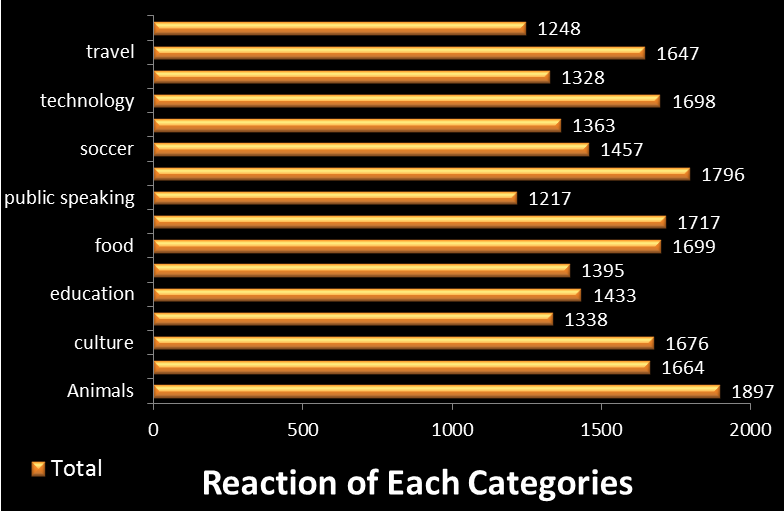 1248
travel 1647
1328
technology 1698
1363
soccer 1457
1796
public speaking 1217
1717
food 1699
1395
education 1433
1338
culture 1676
1664
Animals 1897
0 500 1000 1500 2000
Total
Reaction of Each Categories